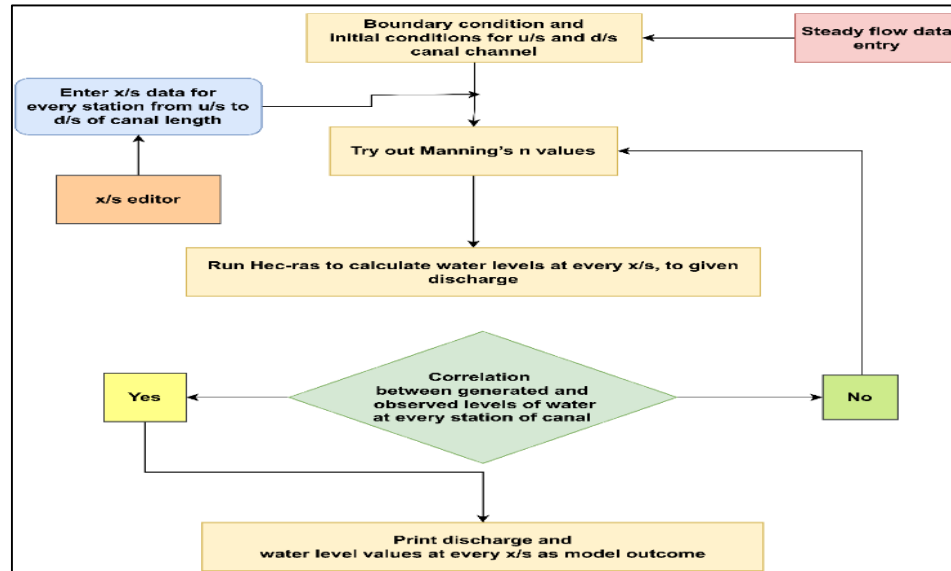 Boundary condition and
initial conditions for u/s and d/s
canal channel
Steady flow data
entry
Enter x/s data for
every station from u/s to
d/s of canal length
Try out Manning's n values
x/s editor
Run Hec-ras to calculate water levels at every x/s, to given
discharge
Correlation
between generated and
observed levels of water
at every station of canal
Yes
No
Print discharge and
water level values at every x/s as model outcome